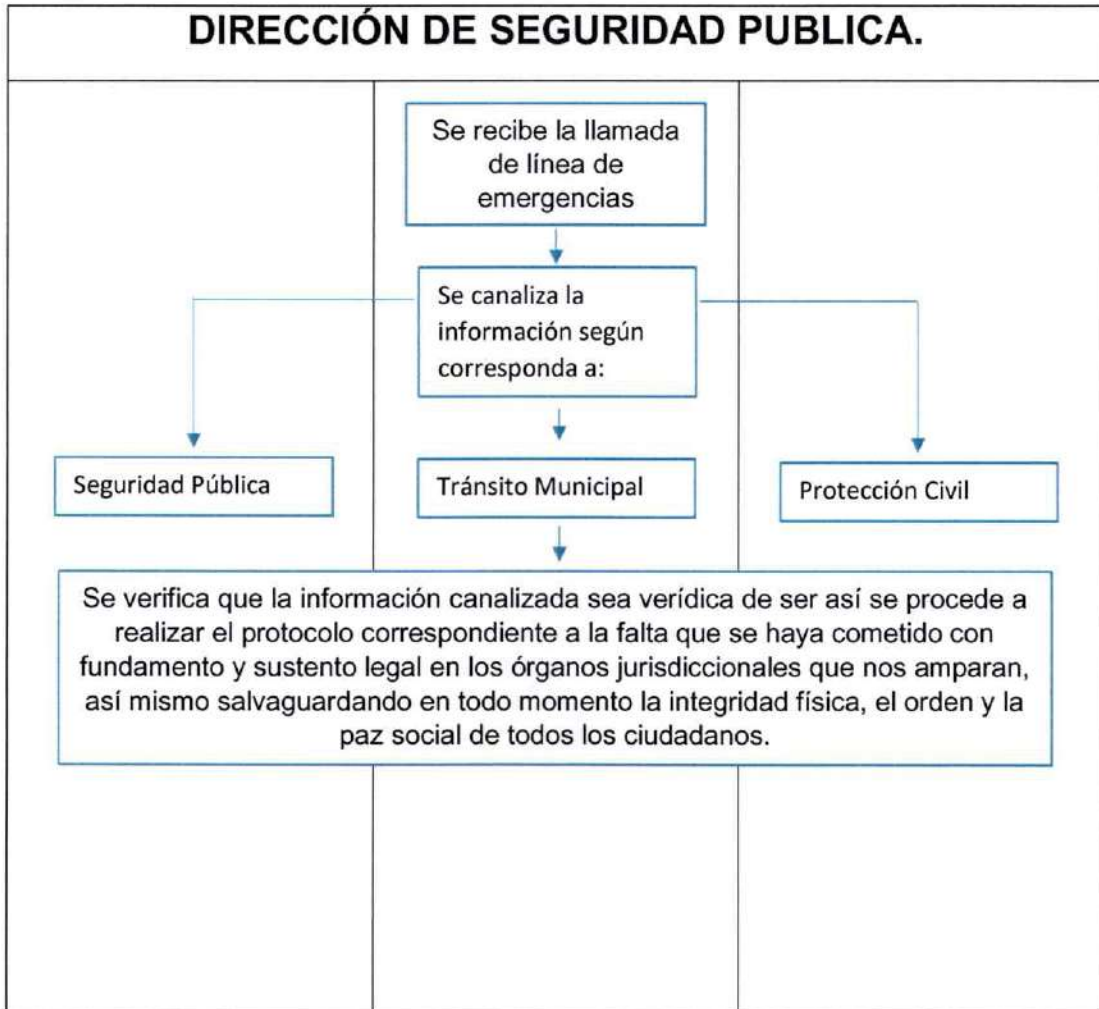 DIRECCIÓN DE SEGURIDAD PUBLICA.
Se recibe la llamada
de línea de
emergencias
Se canaliza la
información según
corresponda a:
Seguridad Pública
Tránsito Municipal
Protección Civil
Se verifica que la información canalizada sea verídica de ser así se procede a
realizar el protocolo correspondiente a la falta que se haya cometido con
fundamento y sustento legal en los órganos jurisdiccionales que nos amparan,
así mismo salvaguardando en todo momento la integridad física, el orden y la
paz social de todos los ciudadanos.